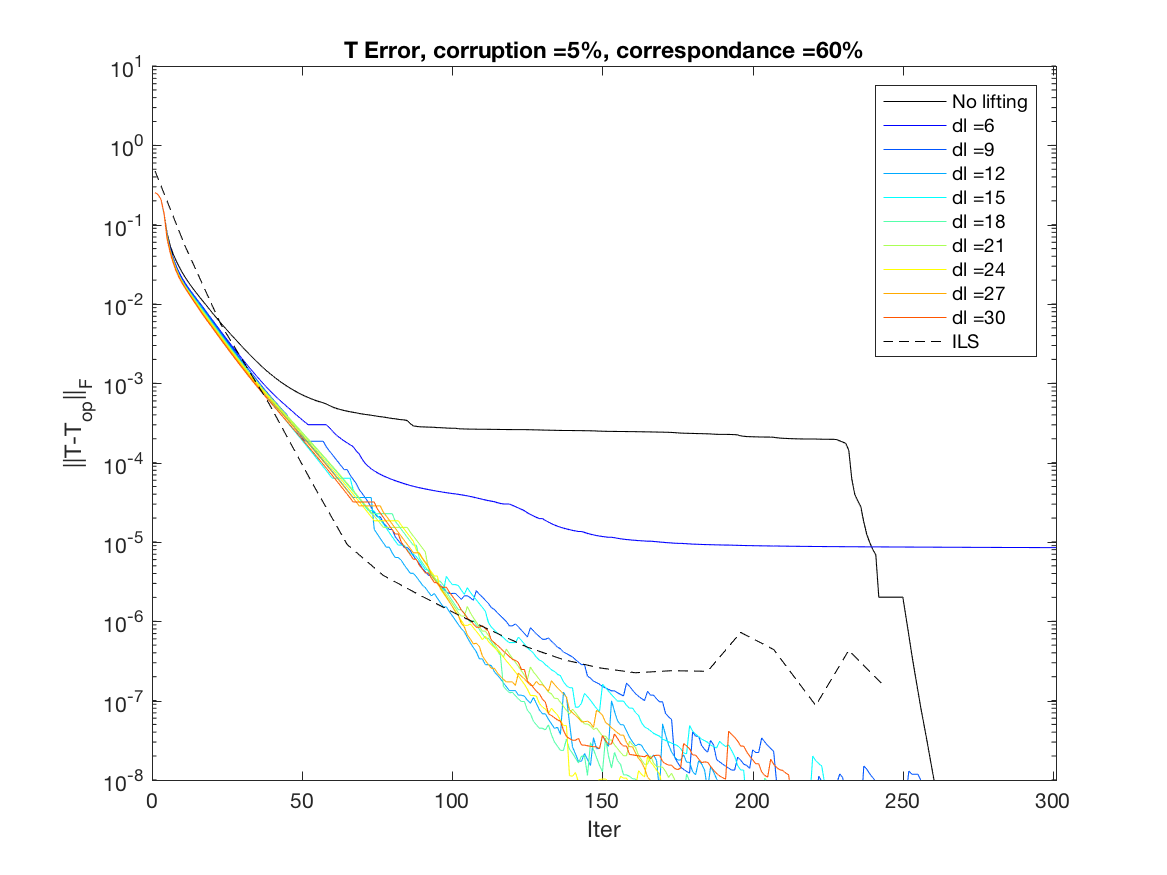 T Error, corruption =5%, correspondance =60%
10^1
10^0
10^-1
10^-2
10^-3
10^-4
10^-5
10^-6
10^-7
10^-8
||T-T_op||_F
No lifting
dl =6
dl =9
dl =12
dl =15
dl =18
dl =21
dl =24
dl =27
dl =30
ILS
0 50 100 150 200 250 300
Iter